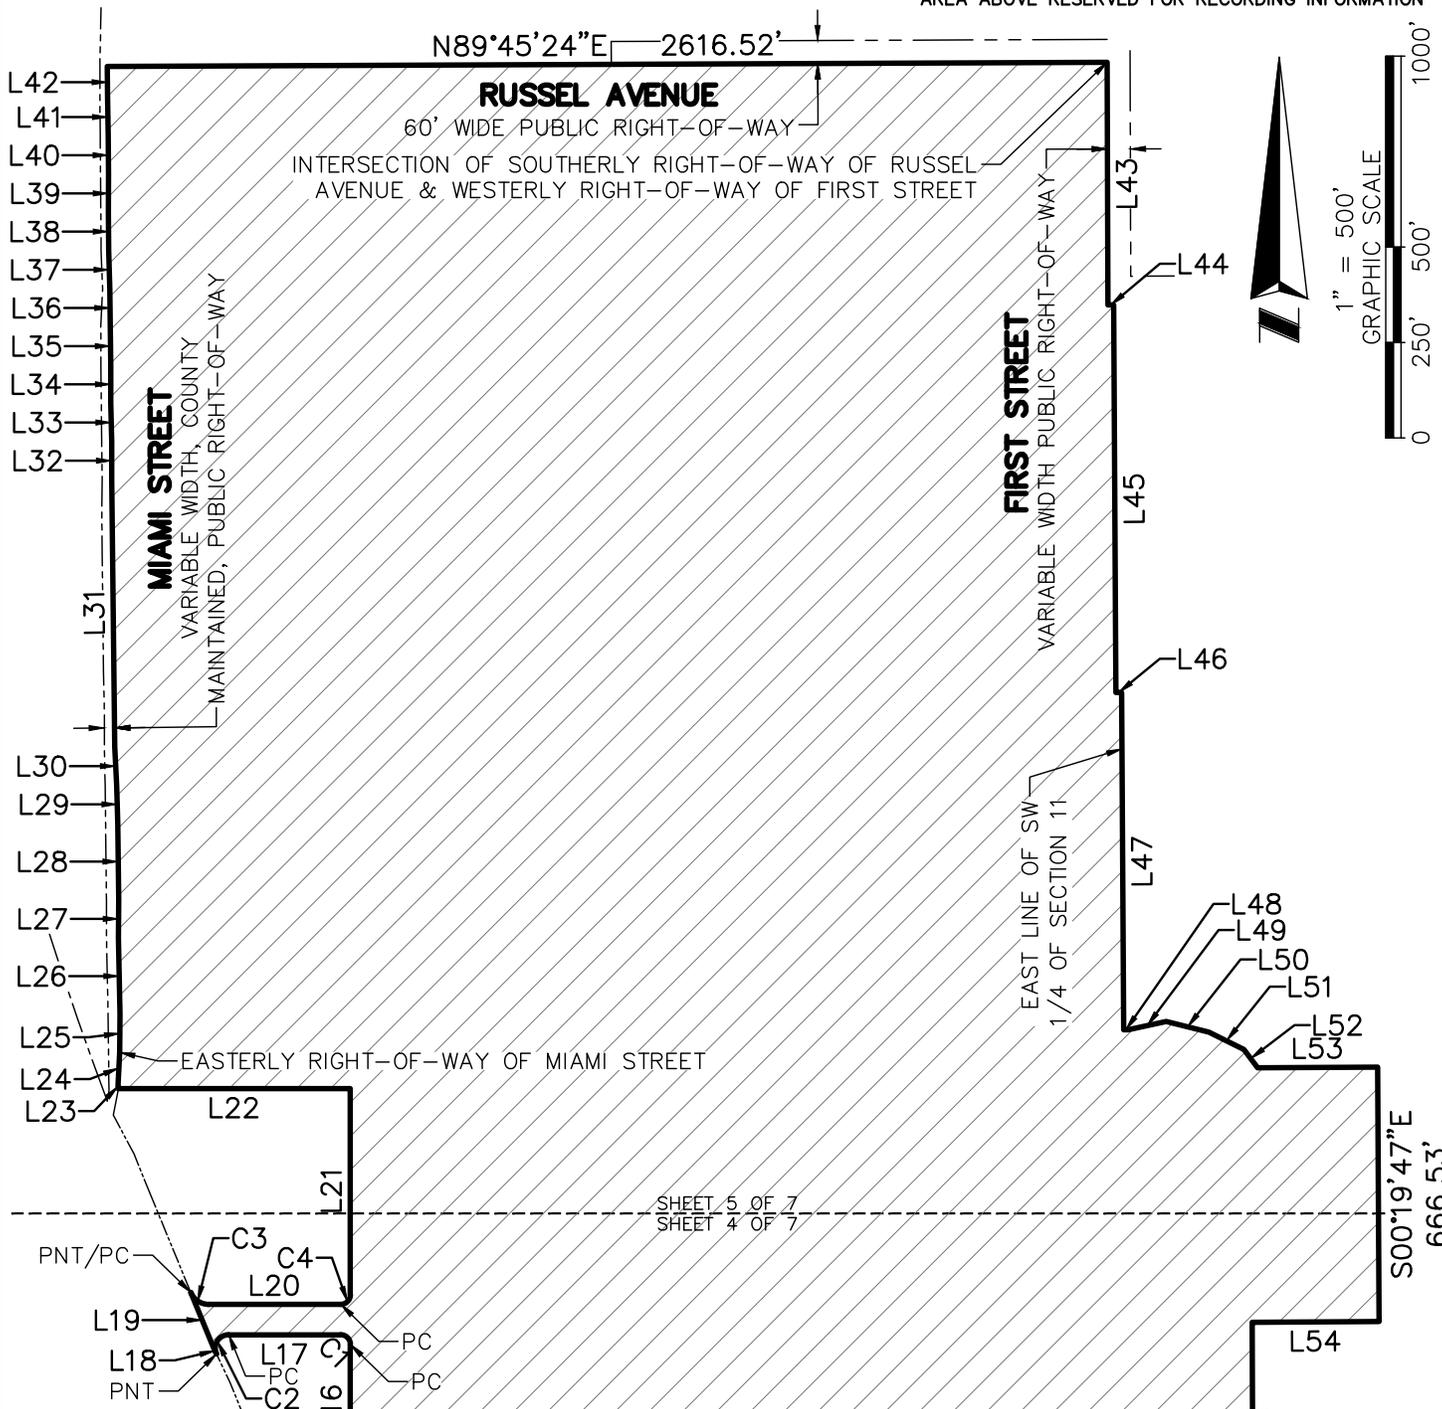 AREA ABOVE RESERVED FOR RECORDING INFORMATION
N89°45'24"E 2616.52'
RUSSEL AVENUE
60' WIDE PUBLIC RIGHT-OF-WAY
INTERSECTION OF SOUTHERLY RIGHT-OF-WAY OF RUSSEL
AVENUE & WESTERLY RIGHT-OF-WAY OF FIRST STREET
L42
L41
L40
L39
L38
L37
L36
L35
L34
L33
L32
L31
MIAMI STREET
VARIABLE WIDTH, COUNTY
MAINTAINED, PUBLIC RIGHT-OF-WAY
FIRST STREET
VARIABLE WIDTH PUBLIC RIGHT-OF-WAY
L43
L44
L45
L46
L47
N
1" = 500'
GRAPHIC SCALE
0
250'
500'
1000'
L30
L29
L28
L27
L26
L25
L24
L23
EAST LINE OF SW
1/4 OF SECTION 11
L48
L49
L50
L51
L52
L53
EASTERLY RIGHT-OF-WAY OF MIAMI STREET
L22
L21
SHEET 5 OF 7
SHEET 4 OF 7
S00°19'47"E
666.53'
PNT/PC
C3
C4
L20
L19
PC
L18
L17
PNT
PC
C2
PC
L54